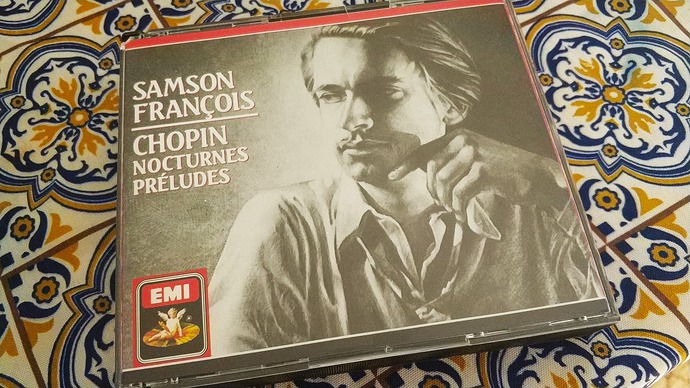 SAMSON
FRANÇOIS
CHOPIN
NOCTURNES
PRÉLUDES
EMI